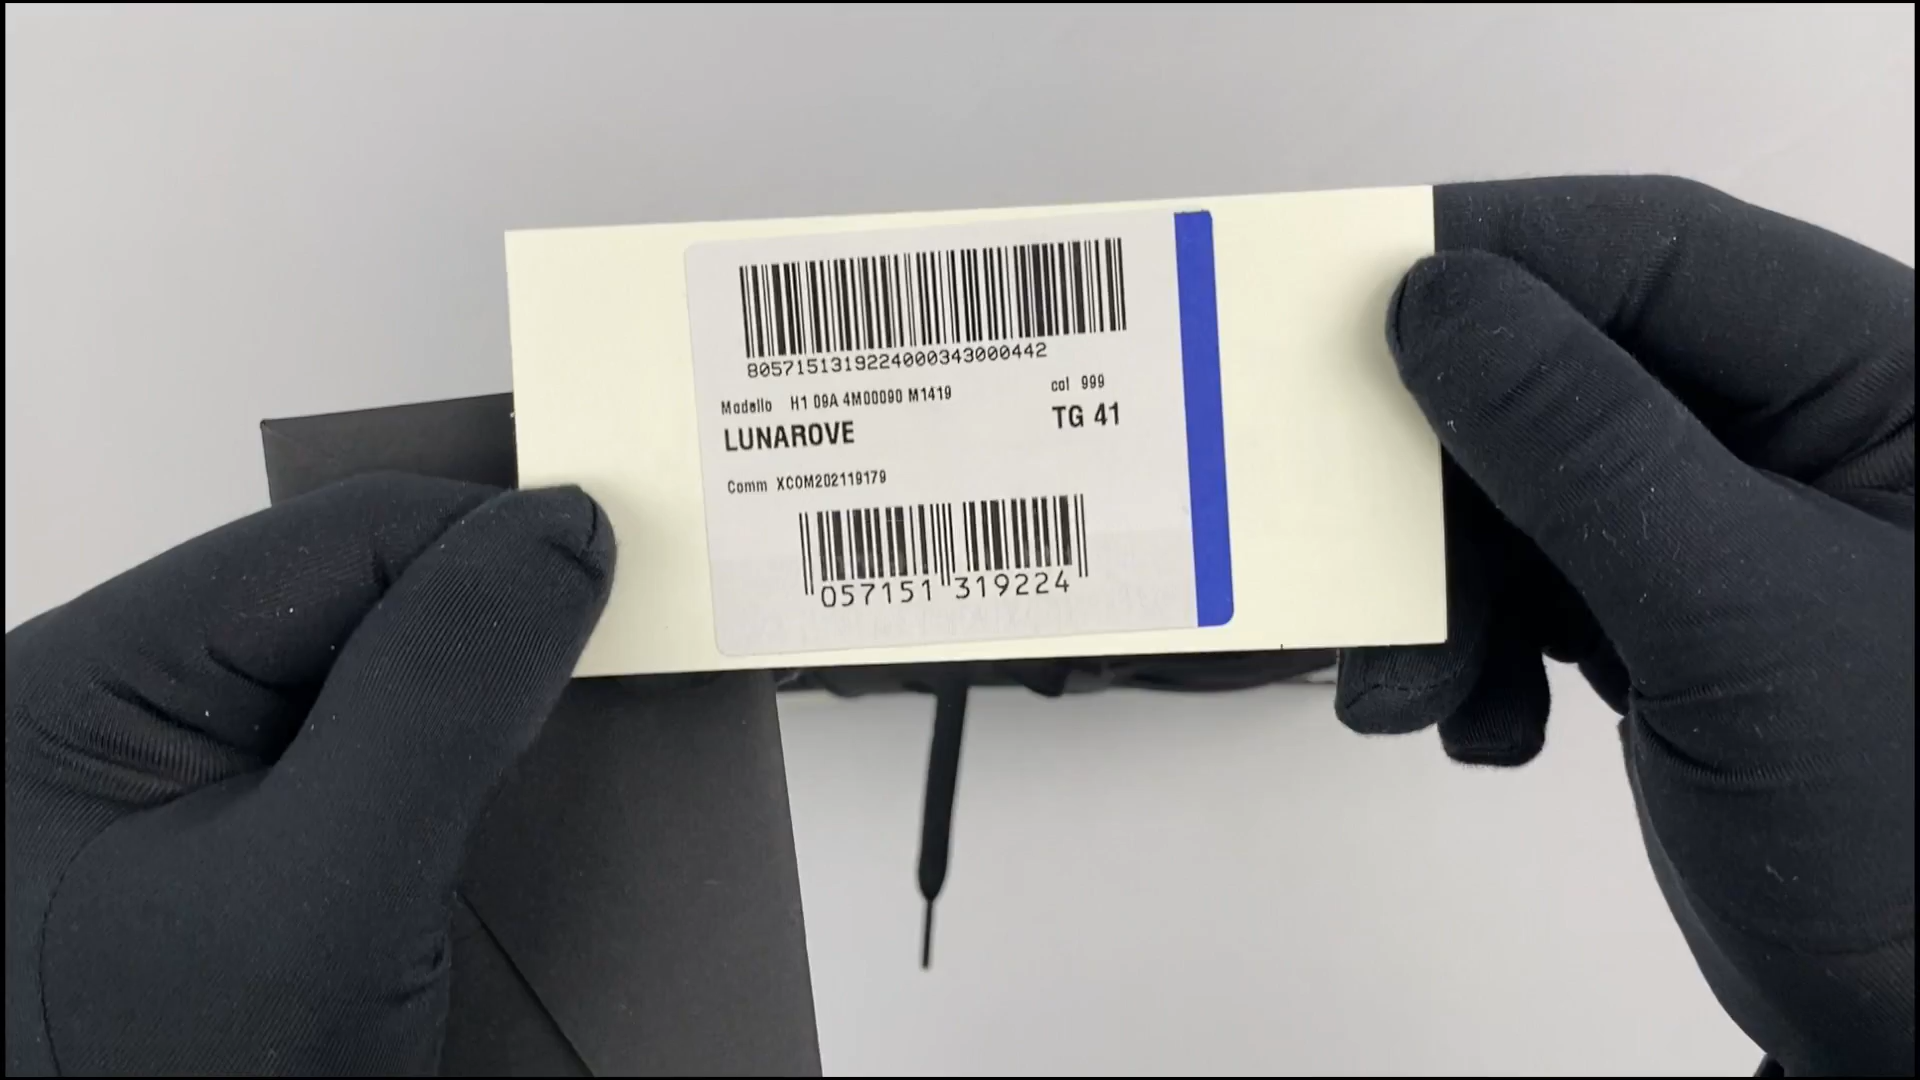 8057151319224000343000442
Modello H1 09A 4M00090 M1419 col 999
LUNAROVE TG 41
Comm XCOM202119179
057151 319224